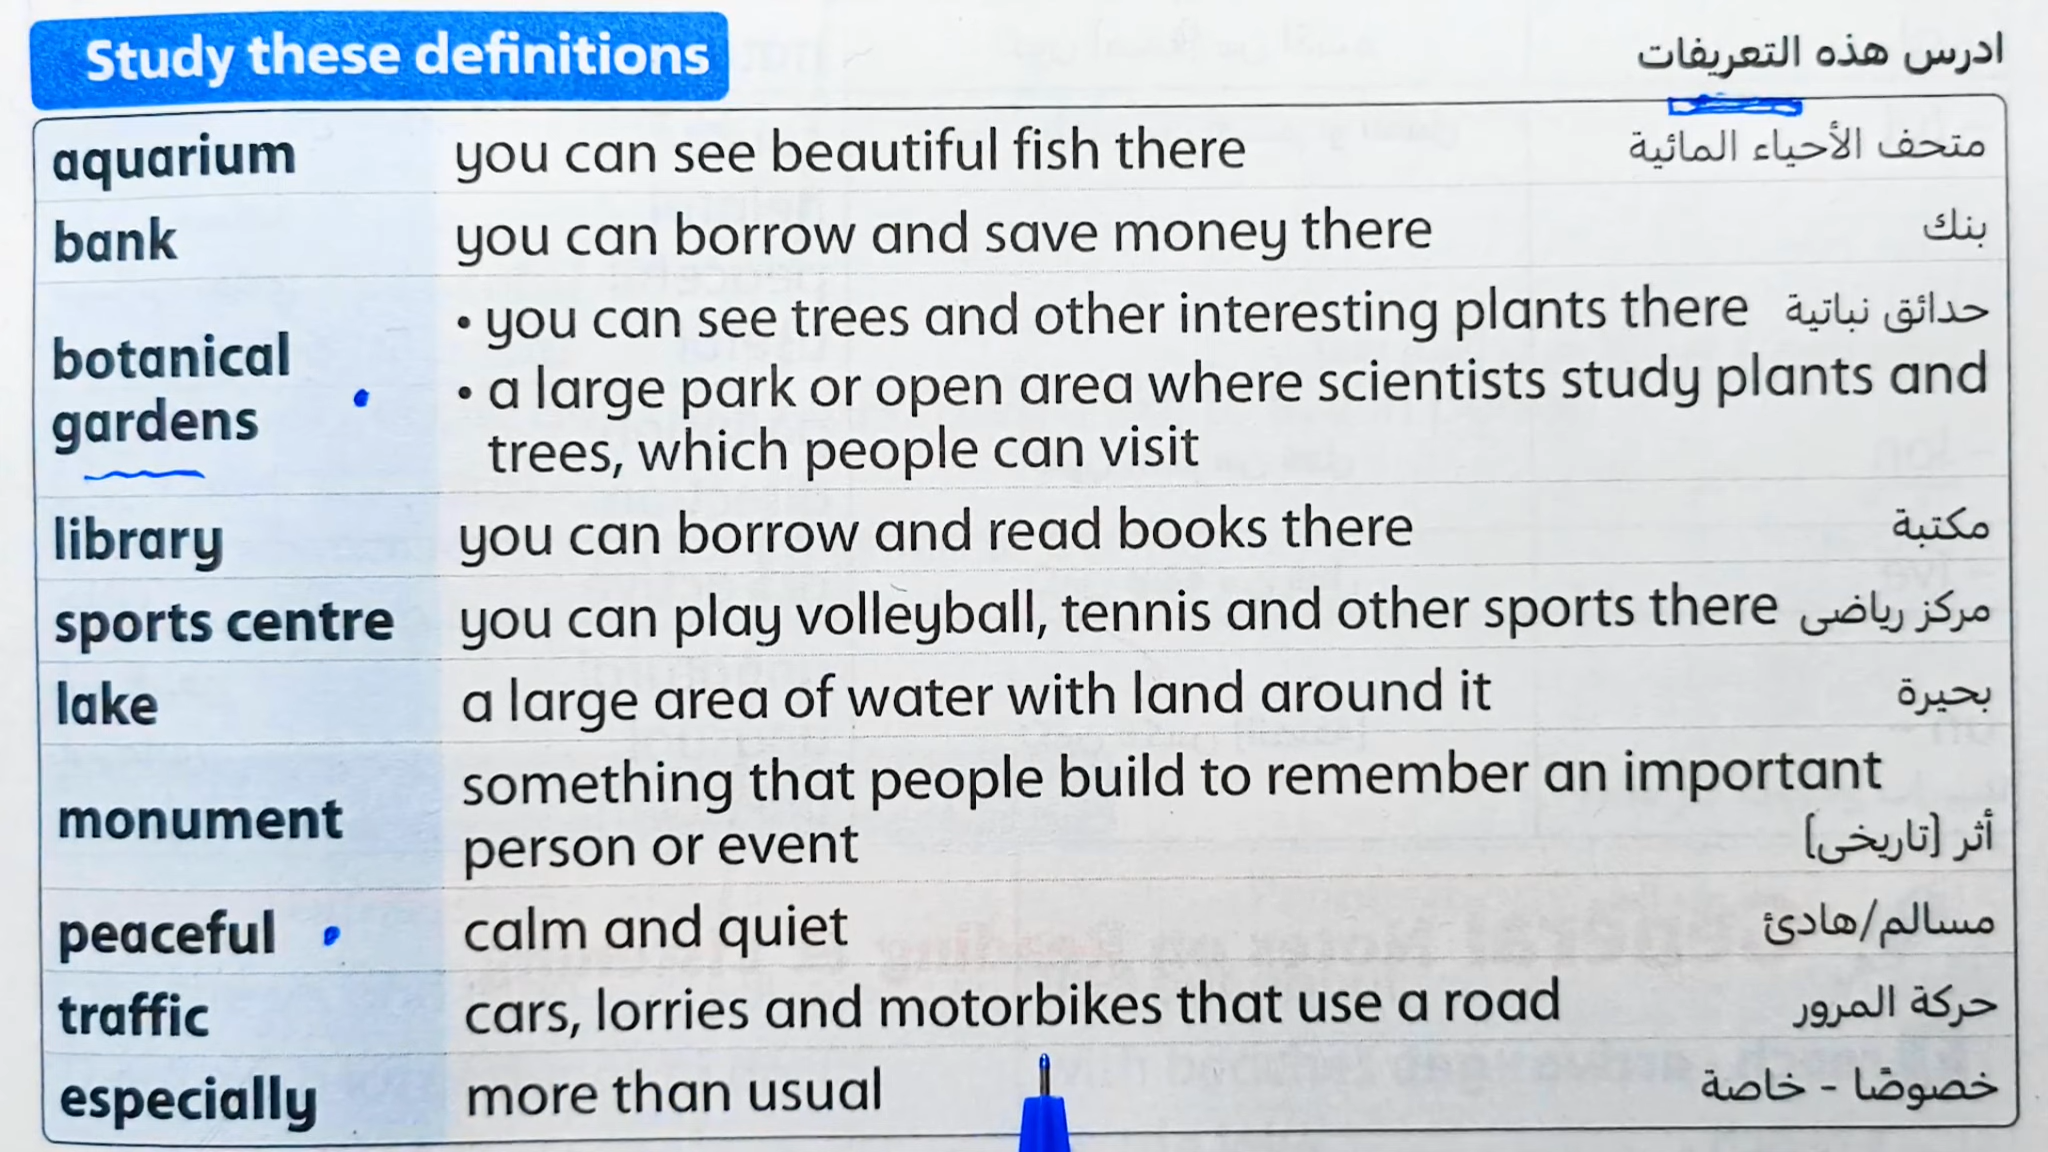 Study these definitions ادرس هذه التعريفات
aquarium you can see beautiful fish there متحف الأحياء المائية
bank you can borrow and save money there بنك
botanical gardens
• you can see trees and other interesting plants there حدائق نباتية
• a large park or open area where scientists study plants and
trees, which people can visit
library you can borrow and read books there مكتبة
sports centre you can play volleyball, tennis and other sports there مركز رياضى
lake a large area of water with land around it بحيرة
monument something that people build to remember an important
person or event أثر [تاريخى]
peaceful calm and quiet مسالم/هادئ
traffic cars, lorries and motorbikes that use a road حركة المرور
especially more than usual خصوصًا - خاصة